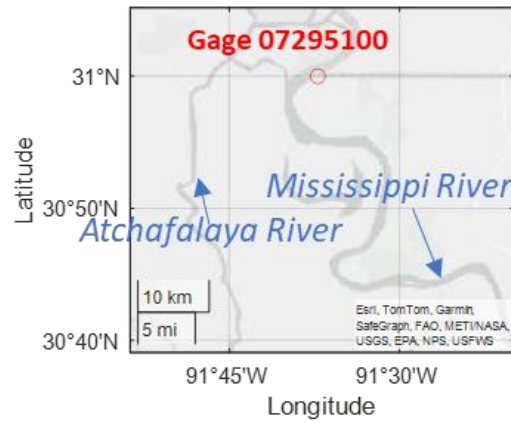 Gage 07295100
31°N
Latitude
Mississippi River
30°50'N
Atchafalaya River
10 km
5 mi
Esri, TomTom, Garmin,
SafeGraph, FAO, METI/NASA,
USGS, EPA, NPS, USFWS
30°40'N
91°45'W
91°30'W
Longitude